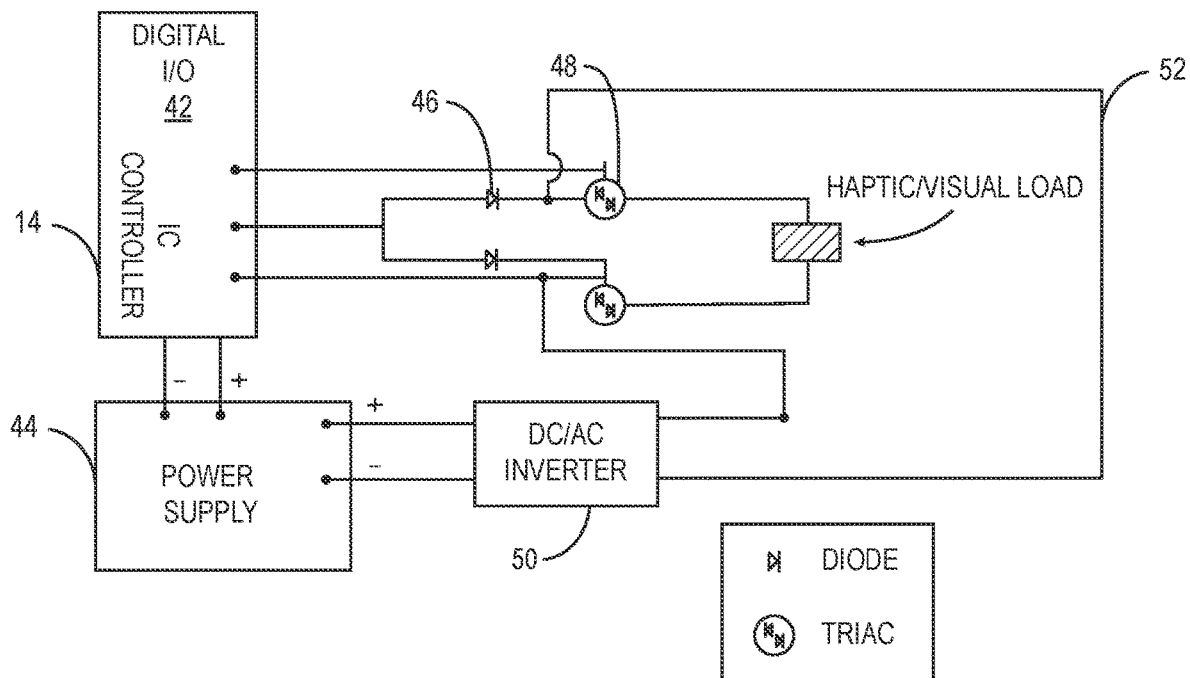 DIGITAL
I/O
42
CONTROLLER
IC
14
46
48
52
HAPTIC/VISUAL LOAD
-
+
44
POWER
SUPPLY
+
-
DC/AC
INVERTER
50
DIODE
TRIAC